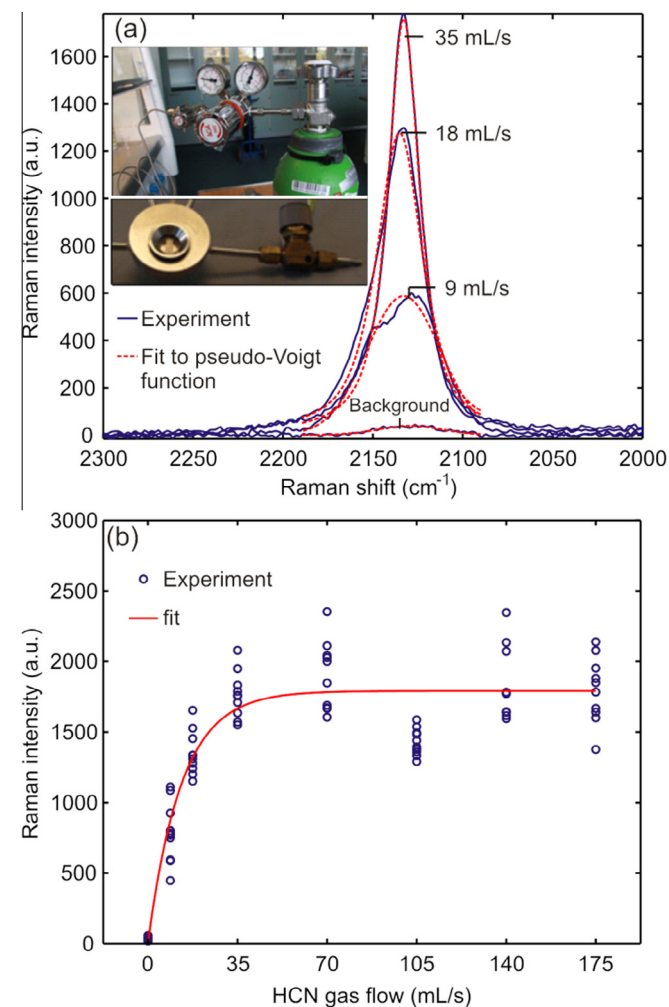 (a)
1800
1600
1400
1200
1000
800
600
400
200
0
Raman intensity (a.u.)
35 mL/s
18 mL/s
9 mL/s
Experiment
Fit to pseudo-Voigt
function
Background
2300
2250
2200
2150
2100
2050
2000
Raman shift (cm⁻¹)
(b)
3000
2500
2000
1500
1000
500
0
Raman intensity (a.u.)
Experiment
fit
0
35
70
105
140
175
HCN gas flow (mL/s)